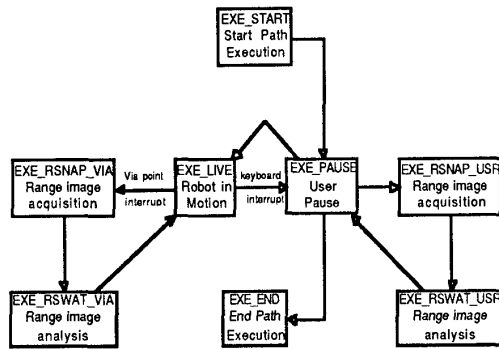 EXE_START
Start Path
Execution
EXE_RSNAP_VIA
Range image
acquisition
Via point
interrupt
EXE_LIVE
Robot in
Motion
keyboard
interrupt
EXE_PAUSE
User
Pause
EXE_RSNAP_USR
Range image
acquisition
EXE_RSWAT_VIA
Range image
analysis
EXE_END
End Path
Execution
EXE_RSWAT_USR
Range image
analysis